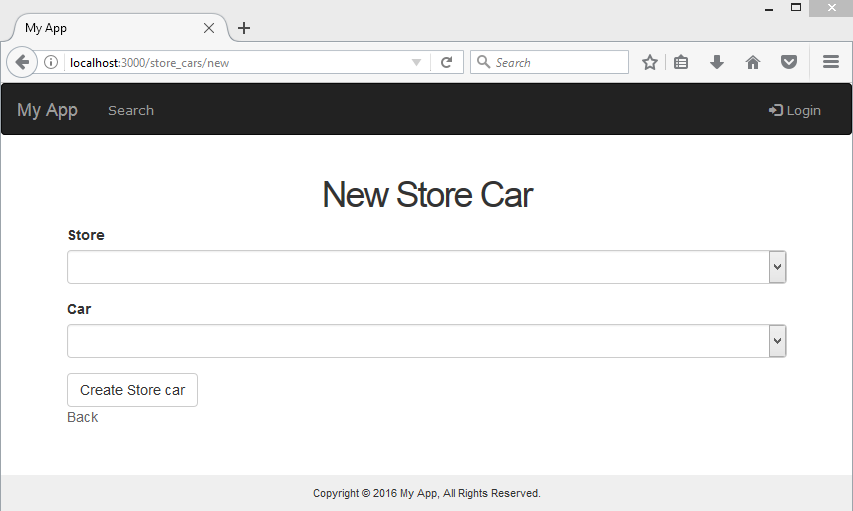 My App
localhost:3000/store_cars/new
Search
My App Search Login
New Store Car
Store
Car
Create Store car
Back
Copyright © 2016 My App, All Rights Reserved.